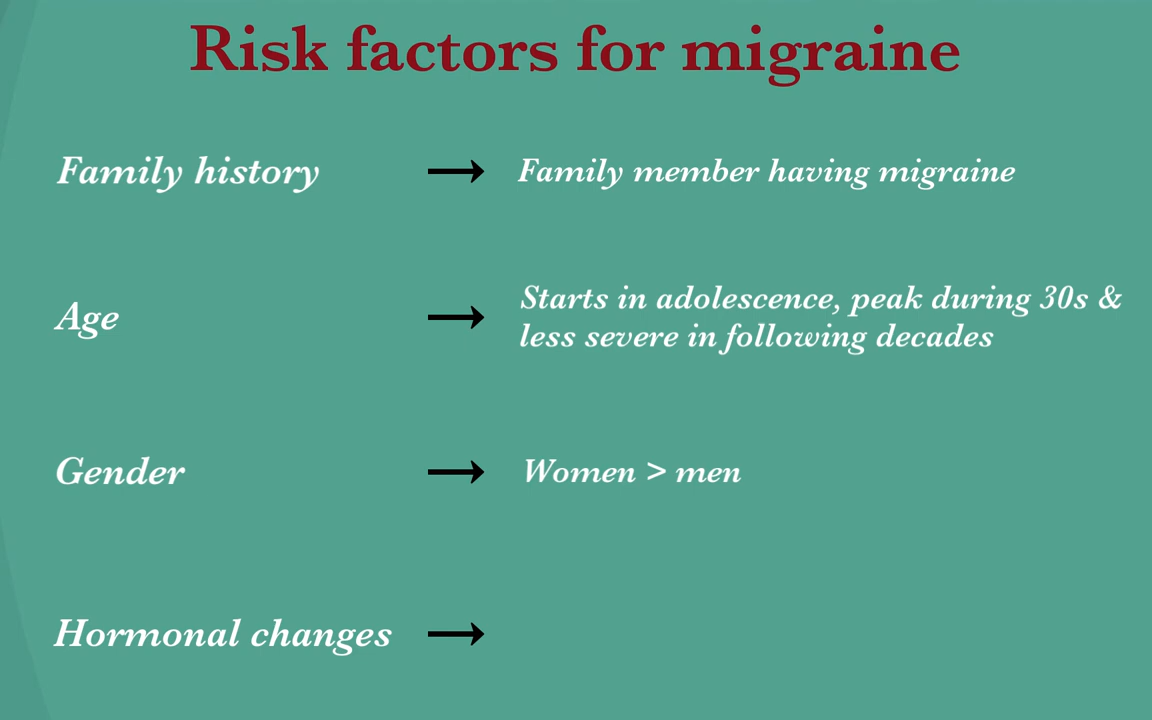 Risk factors for migraine
Family history → Family member having migraine
Age → Starts in adolescence, peak during 30s &
less severe in following decades
Gender → Women > men
Hormonal changes →